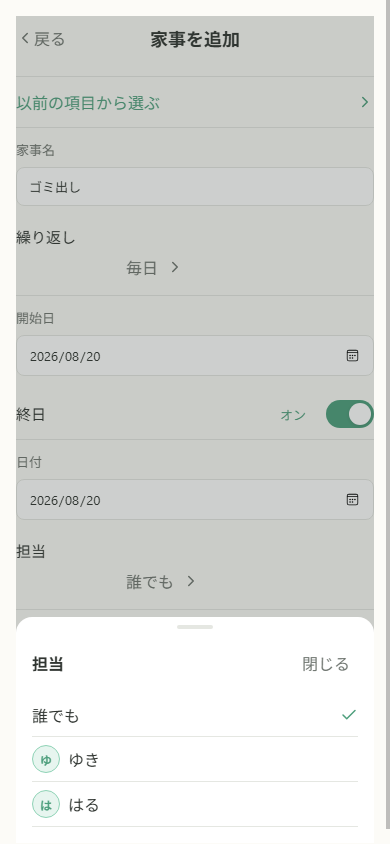 戻る
家事を追加
以前の項目から選ぶ
家事名
ゴミ出し
繰り返し
毎日
開始日
2026/08/20
終日
オン
日付
2026/08/20
担当
誰でも
担当
閉じる
誰でも
ゆ ゆき
は はる